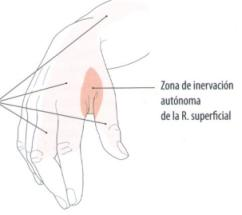 Zona de inervación
autónoma
de la R. superficial